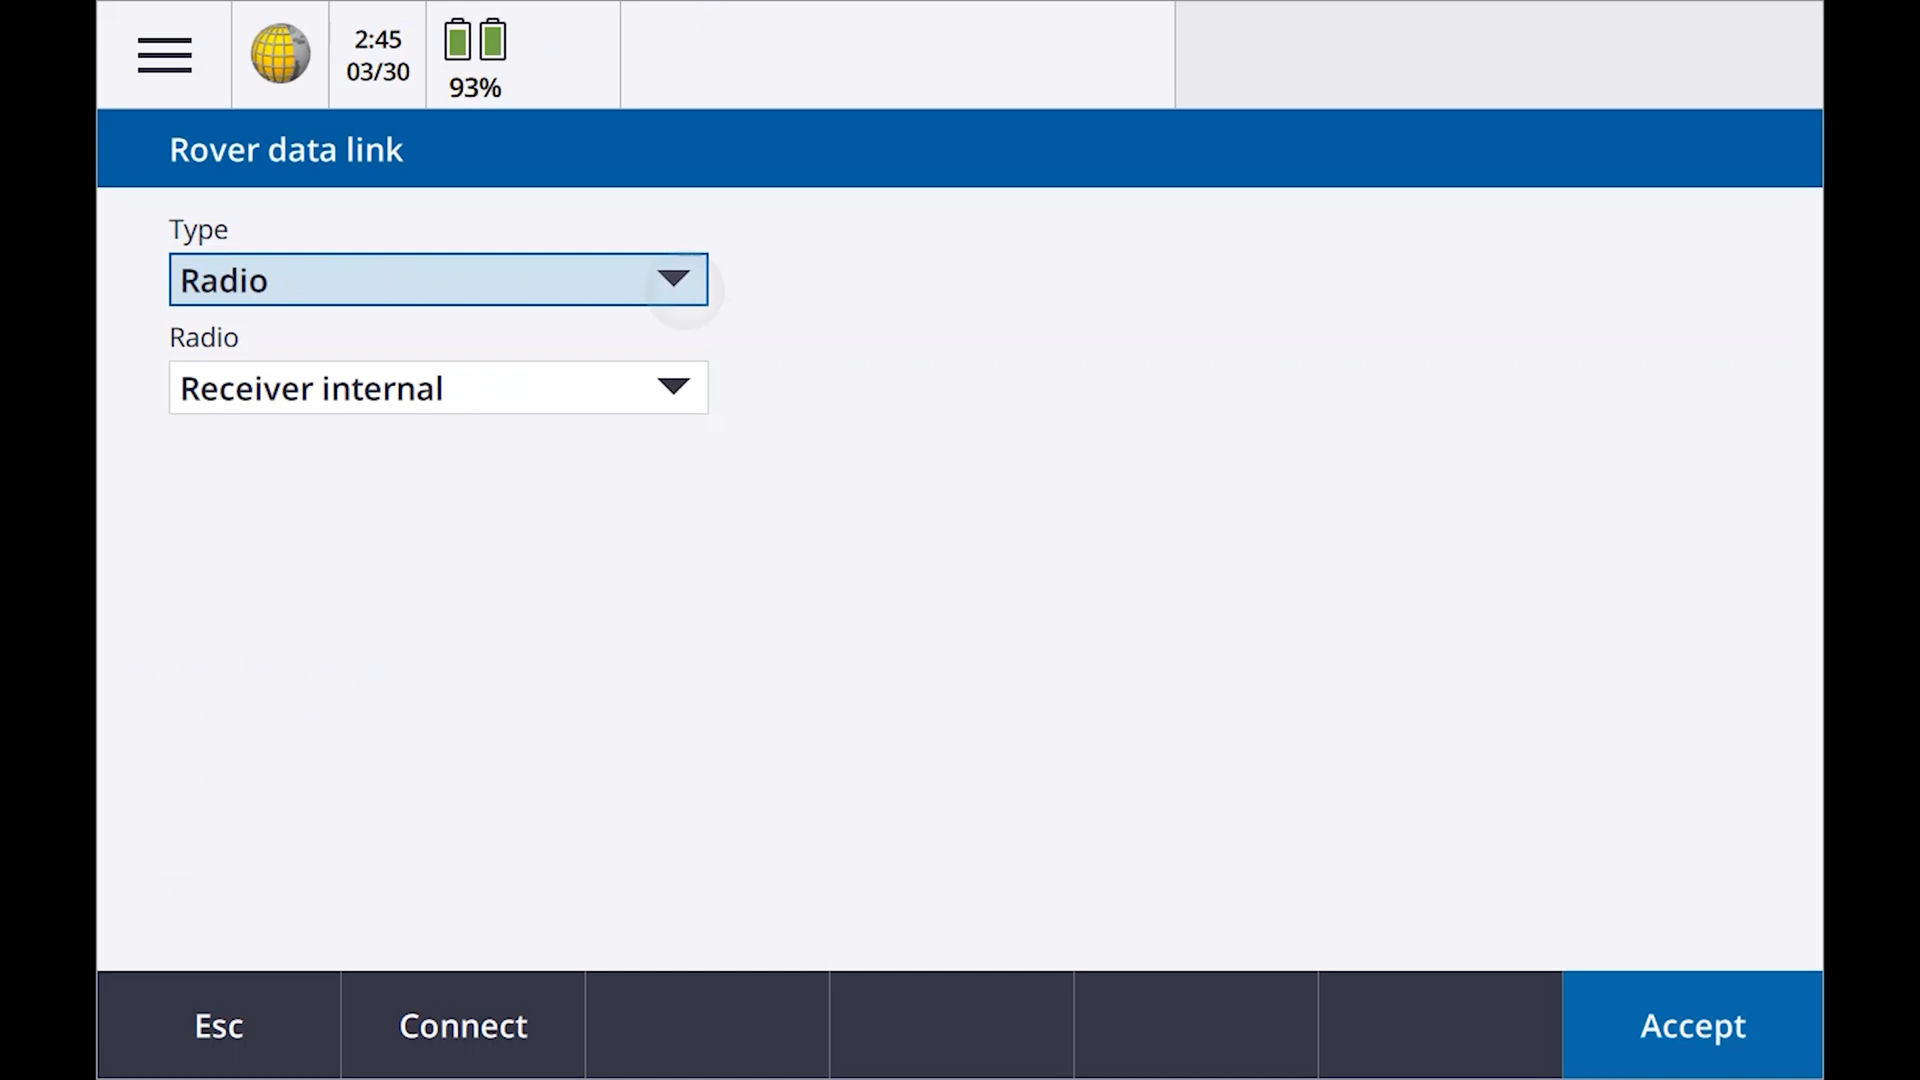 2:45
03/30
93%
Rover data link
Type
Radio
Radio
Receiver internal
Esc
Connect
Accept